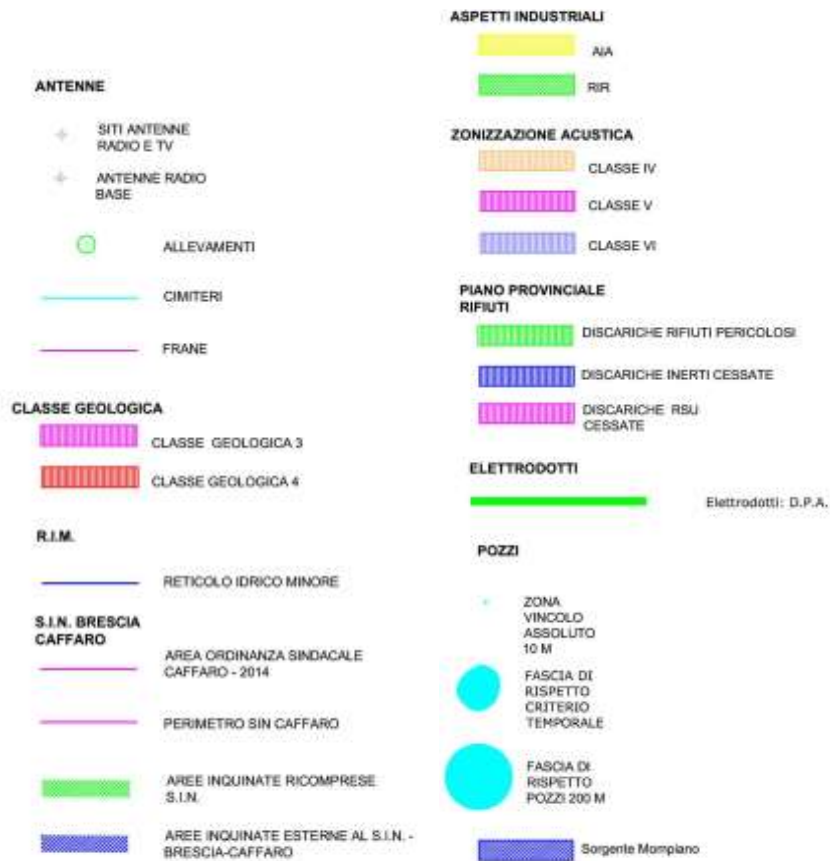 ANTENNE
SITI ANTENNE
RADIO E TV
ANTENNE RADIO
BASE
ALLEVAMENTI
CIMITERI
FRANE
CLASSE GEOLOGICA
CLASSE GEOLOGICA 3
CLASSE GEOLOGICA 4
R.I.M.
RETICOLO IDRICO MINORE
S.I.N. BRESCIA
CAFFARO
AREA ORDINANZA SINDACALE
CAFFARO - 2014
PERIMETRO SIN CAFFARO
AREE INQUINATE RICOMPRESE
S.I.N.
AREE INQUINATE ESTERNE AL S.I.N. -
BRESCIA-CAFFARO
ASPETTI INDUSTRIALI
AIA
RIR
ZONIZZAZIONE ACUSTICA
CLASSE IV
CLASSE V
CLASSE VI
PIANO PROVINCIALE
RIFIUTI
DISCARICHE RIFIUTI PERICOLOSI
DISCARICHE INERTI CESSATE
DISCARICHE RSU
CESSATE
ELETTRODOTTI
Elettrodotti: D.P.A.
POZZI
ZONA
VINCOLO
ASSOLUTO
10 M
FASCIA DI
RISPETTO
CRITERIO
TEMPORALE
FASCIA DI
RISPETTO
POZZI 200 M
Sorgente Mompiano